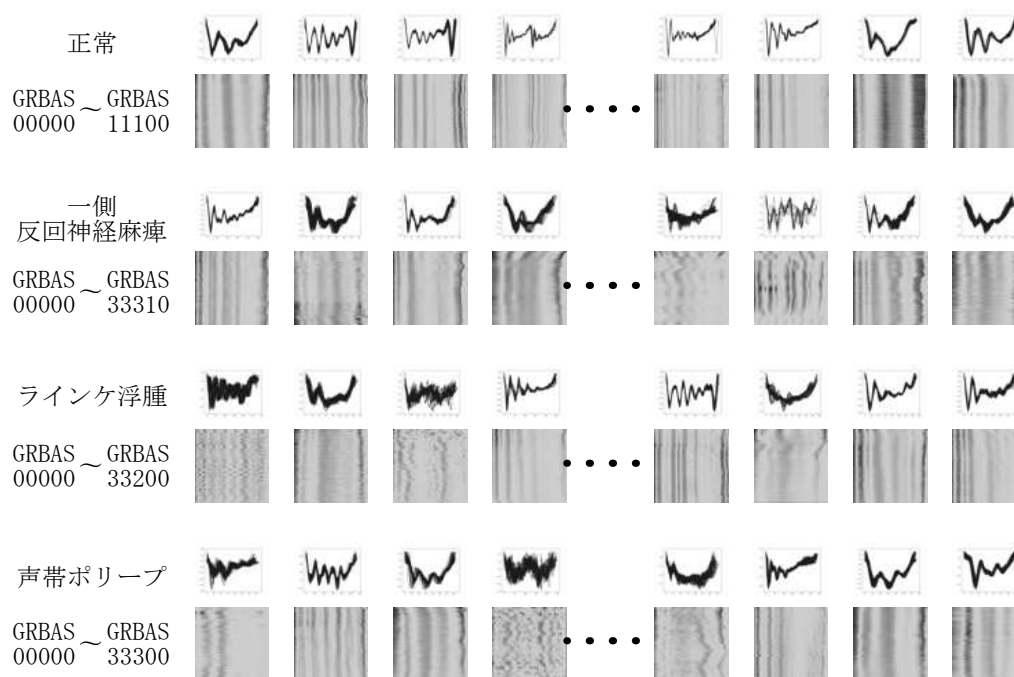 正常
GRBAS ～ GRBAS
00000 11100
一側
反回神経麻痺
GRBAS ～ GRBAS
00000 33310
ラインケ浮腫
GRBAS ～ GRBAS
00000 33200
声帯ポリープ
GRBAS ～ GRBAS
00000 33300